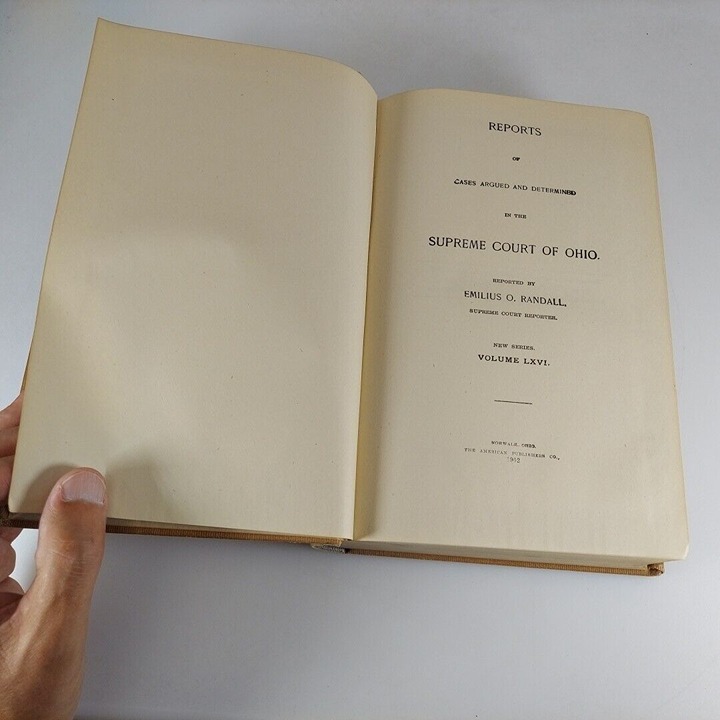 REPORTS
OF
CASES ARGUED AND DETERMINED
IN THE
SUPREME COURT OF OHIO.
REPORTED BY
EMILIUS O. RANDALL,
SUPREME COURT REPORTER.
NEW SERIES.
VOLUME LXVI.
NORWALK, OHIO.
THE AMERICAN PUBLISHERS CO.,
1902